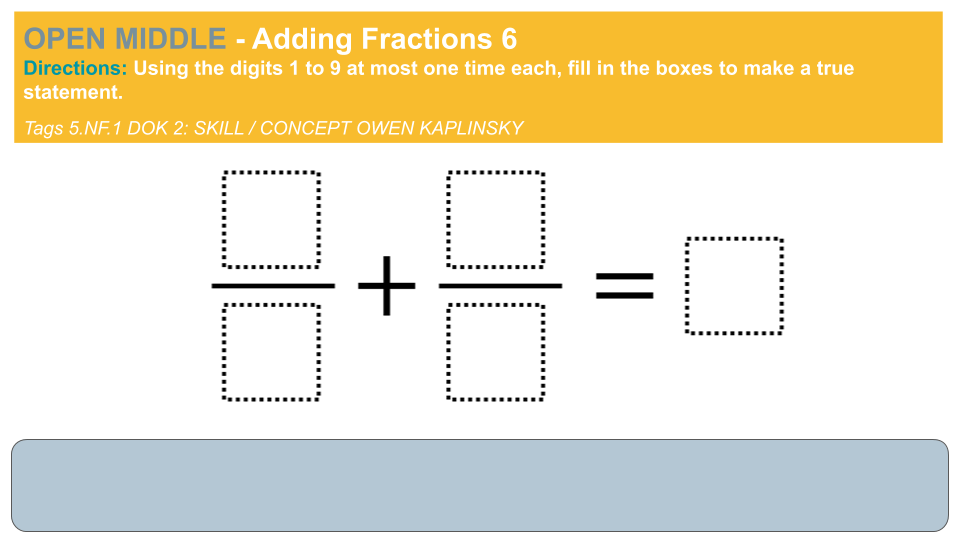 OPEN MIDDLE - Adding Fractions 6
Directions: Using the digits 1 to 9 at most one time each, fill in the boxes to make a true
statement.
Tags 5.NF.1 DOK 2: SKILL / CONCEPT OWEN KAPLINSKY
+ =